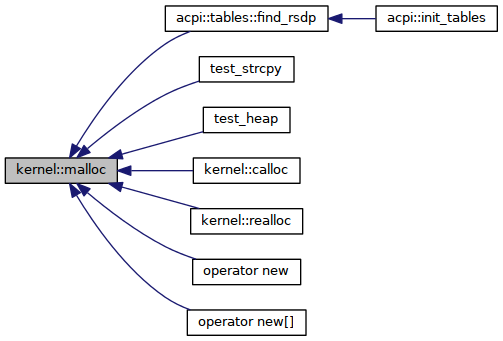 acpi::tables::find_rsdp
acpi::init_tables
test_strcpy
test_heap
kernel::malloc
kernel::calloc
kernel::realloc
operator new
operator new[]